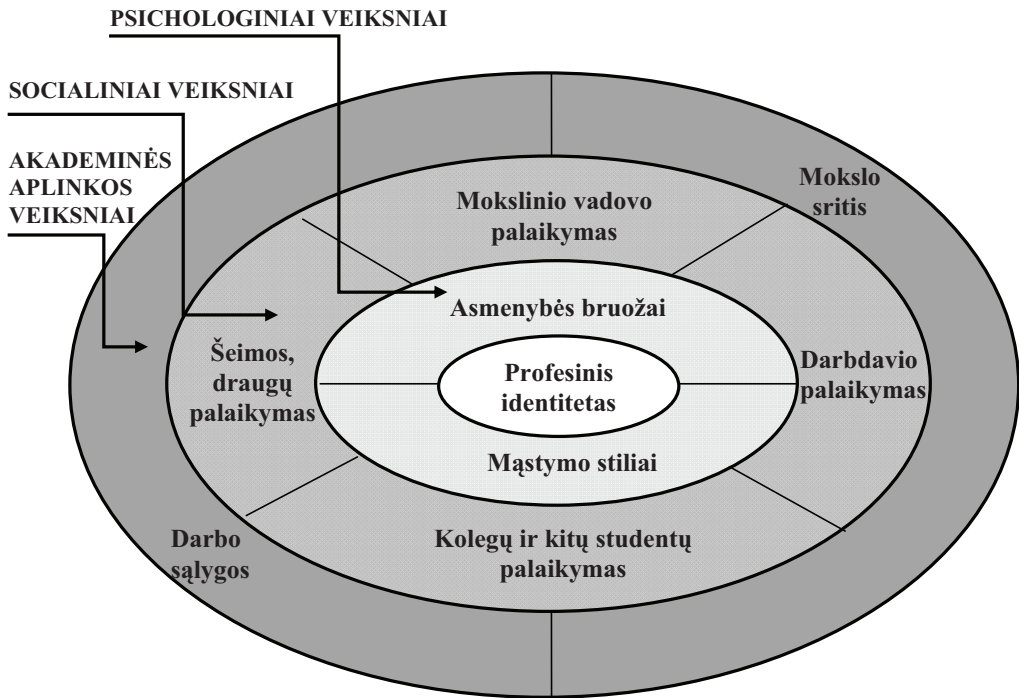 PSICHOLOGINIAI VEIKSNIAI
SOCIALINIAI VEIKSNIAI
AKADEMINĖS
APLINKOS
VEIKSNIAI
Mokslo
sritis
Mokslinio vadovo
palaikymas
Asmenybės bruožai
Šeimos,
draugų
palaikymas
Profesinis
identitetas
Darbdavio
palaikymas
Mąstymo stiliai
Darbo
sąlygos
Kolegų ir kitų studentų
palaikymas